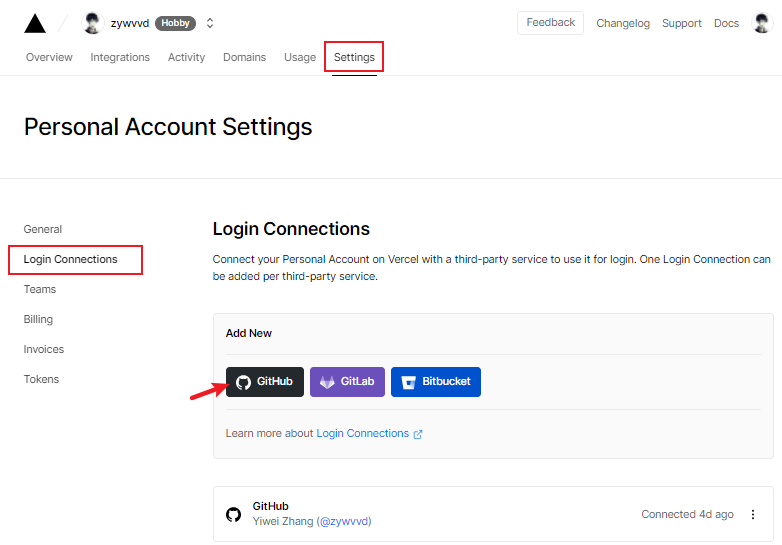 zywvvd Hobby Feedback Changelog Support Docs
Overview Integrations Activity Domains Usage Settings
Personal Account Settings
General
Login Connections
Teams
Billing
Invoices
Tokens
Login Connections
Connect your Personal Account on Vercel with a third-party service to use it for login. One Login Connection can
be added per third-party service.
Add New
GitHub GitLab Bitbucket
Learn more about Login Connections
GitHub
Yiwei Zhang (@zywvvd)
Connected 4d ago